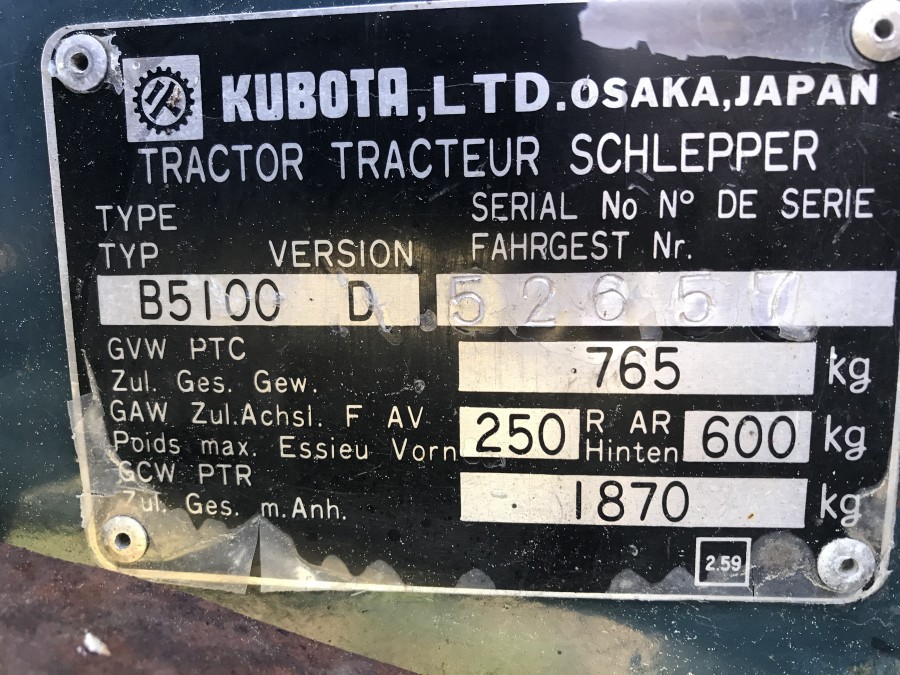 KUBOTA,LTD.OSAKA,JAPAN
TRACTOR TRACTEUR SCHLEPPER
TYPE SERIAL No N° DE SERIE
TYP VERSION FAHRGEST Nr.
B5100 D 52657
GVW PTC
Zul. Ges. Gew. 765 kg
GAW Zul.Achsl. F AV 250 R AR 600 kg
Poids max. Essieu Vorn Hinten
GCW PTR
Zul. Ges. m.Anh. 1870 kg
2.59